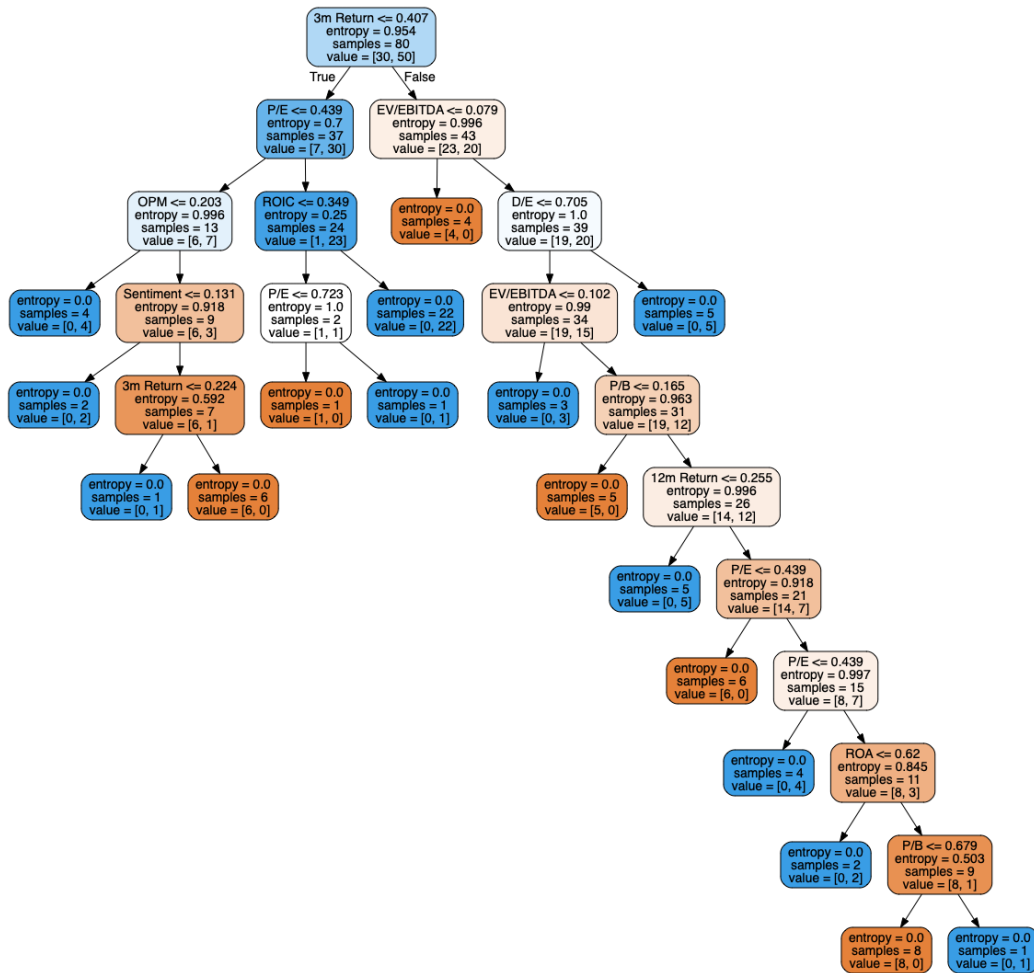 3m Return <= 0.407
entropy = 0.954
samples = 80
value = [30, 50]
True
False
P/E <= 0.439
entropy = 0.7
samples = 37
value = [7, 30]
EV/EBITDA <= 0.079
entropy = 0.996
samples = 43
value = [23, 20]
OPM <= 0.203
entropy = 0.996
samples = 13
value = [6, 7]
ROIC <= 0.349
entropy = 0.25
samples = 24
value = [1, 23]
entropy = 0.0
samples = 4
value = [4, 0]
D/E <= 0.705
entropy = 1.0
samples = 39
value = [19, 20]
entropy = 0.0
samples = 4
value = [0, 4]
Sentiment <= 0.131
entropy = 0.918
samples = 9
value = [6, 3]
P/E <= 0.723
entropy = 1.0
samples = 2
value = [1, 1]
entropy = 0.0
samples = 22
value = [0, 22]
EV/EBITDA <= 0.102
entropy = 0.99
samples = 34
value = [19, 15]
entropy = 0.0
samples = 5
value = [0, 5]
entropy = 0.0
samples = 2
value = [0, 2]
3m Return <= 0.224
entropy = 0.592
samples = 7
value = [6, 1]
entropy = 0.0
samples = 1
value = [1, 0]
entropy = 0.0
samples = 1
value = [0, 1]
entropy = 0.0
samples = 3
value = [0, 3]
P/B <= 0.165
entropy = 0.963
samples = 31
value = [19, 12]
entropy = 0.0
samples = 1
value = [0, 1]
entropy = 0.0
samples = 6
value = [6, 0]
entropy = 0.0
samples = 5
value = [5, 0]
12m Return <= 0.255
entropy = 0.996
samples = 26
value = [14, 12]
entropy = 0.0
samples = 5
value = [0, 5]
P/E <= 0.439
entropy = 0.918
samples = 21
value = [14, 7]
entropy = 0.0
samples = 6
value = [6, 0]
P/E <= 0.439
entropy = 0.997
samples = 15
value = [8, 7]
entropy = 0.0
samples = 4
value = [0, 4]
ROA <= 0.62
entropy = 0.845
samples = 11
value = [8, 3]
entropy = 0.0
samples = 2
value = [0, 2]
P/B <= 0.679
entropy = 0.503
samples = 9
value = [8, 1]
entropy = 0.0
samples = 8
value = [8, 0]
entropy = 0.0
samples = 1
value = [0, 1]